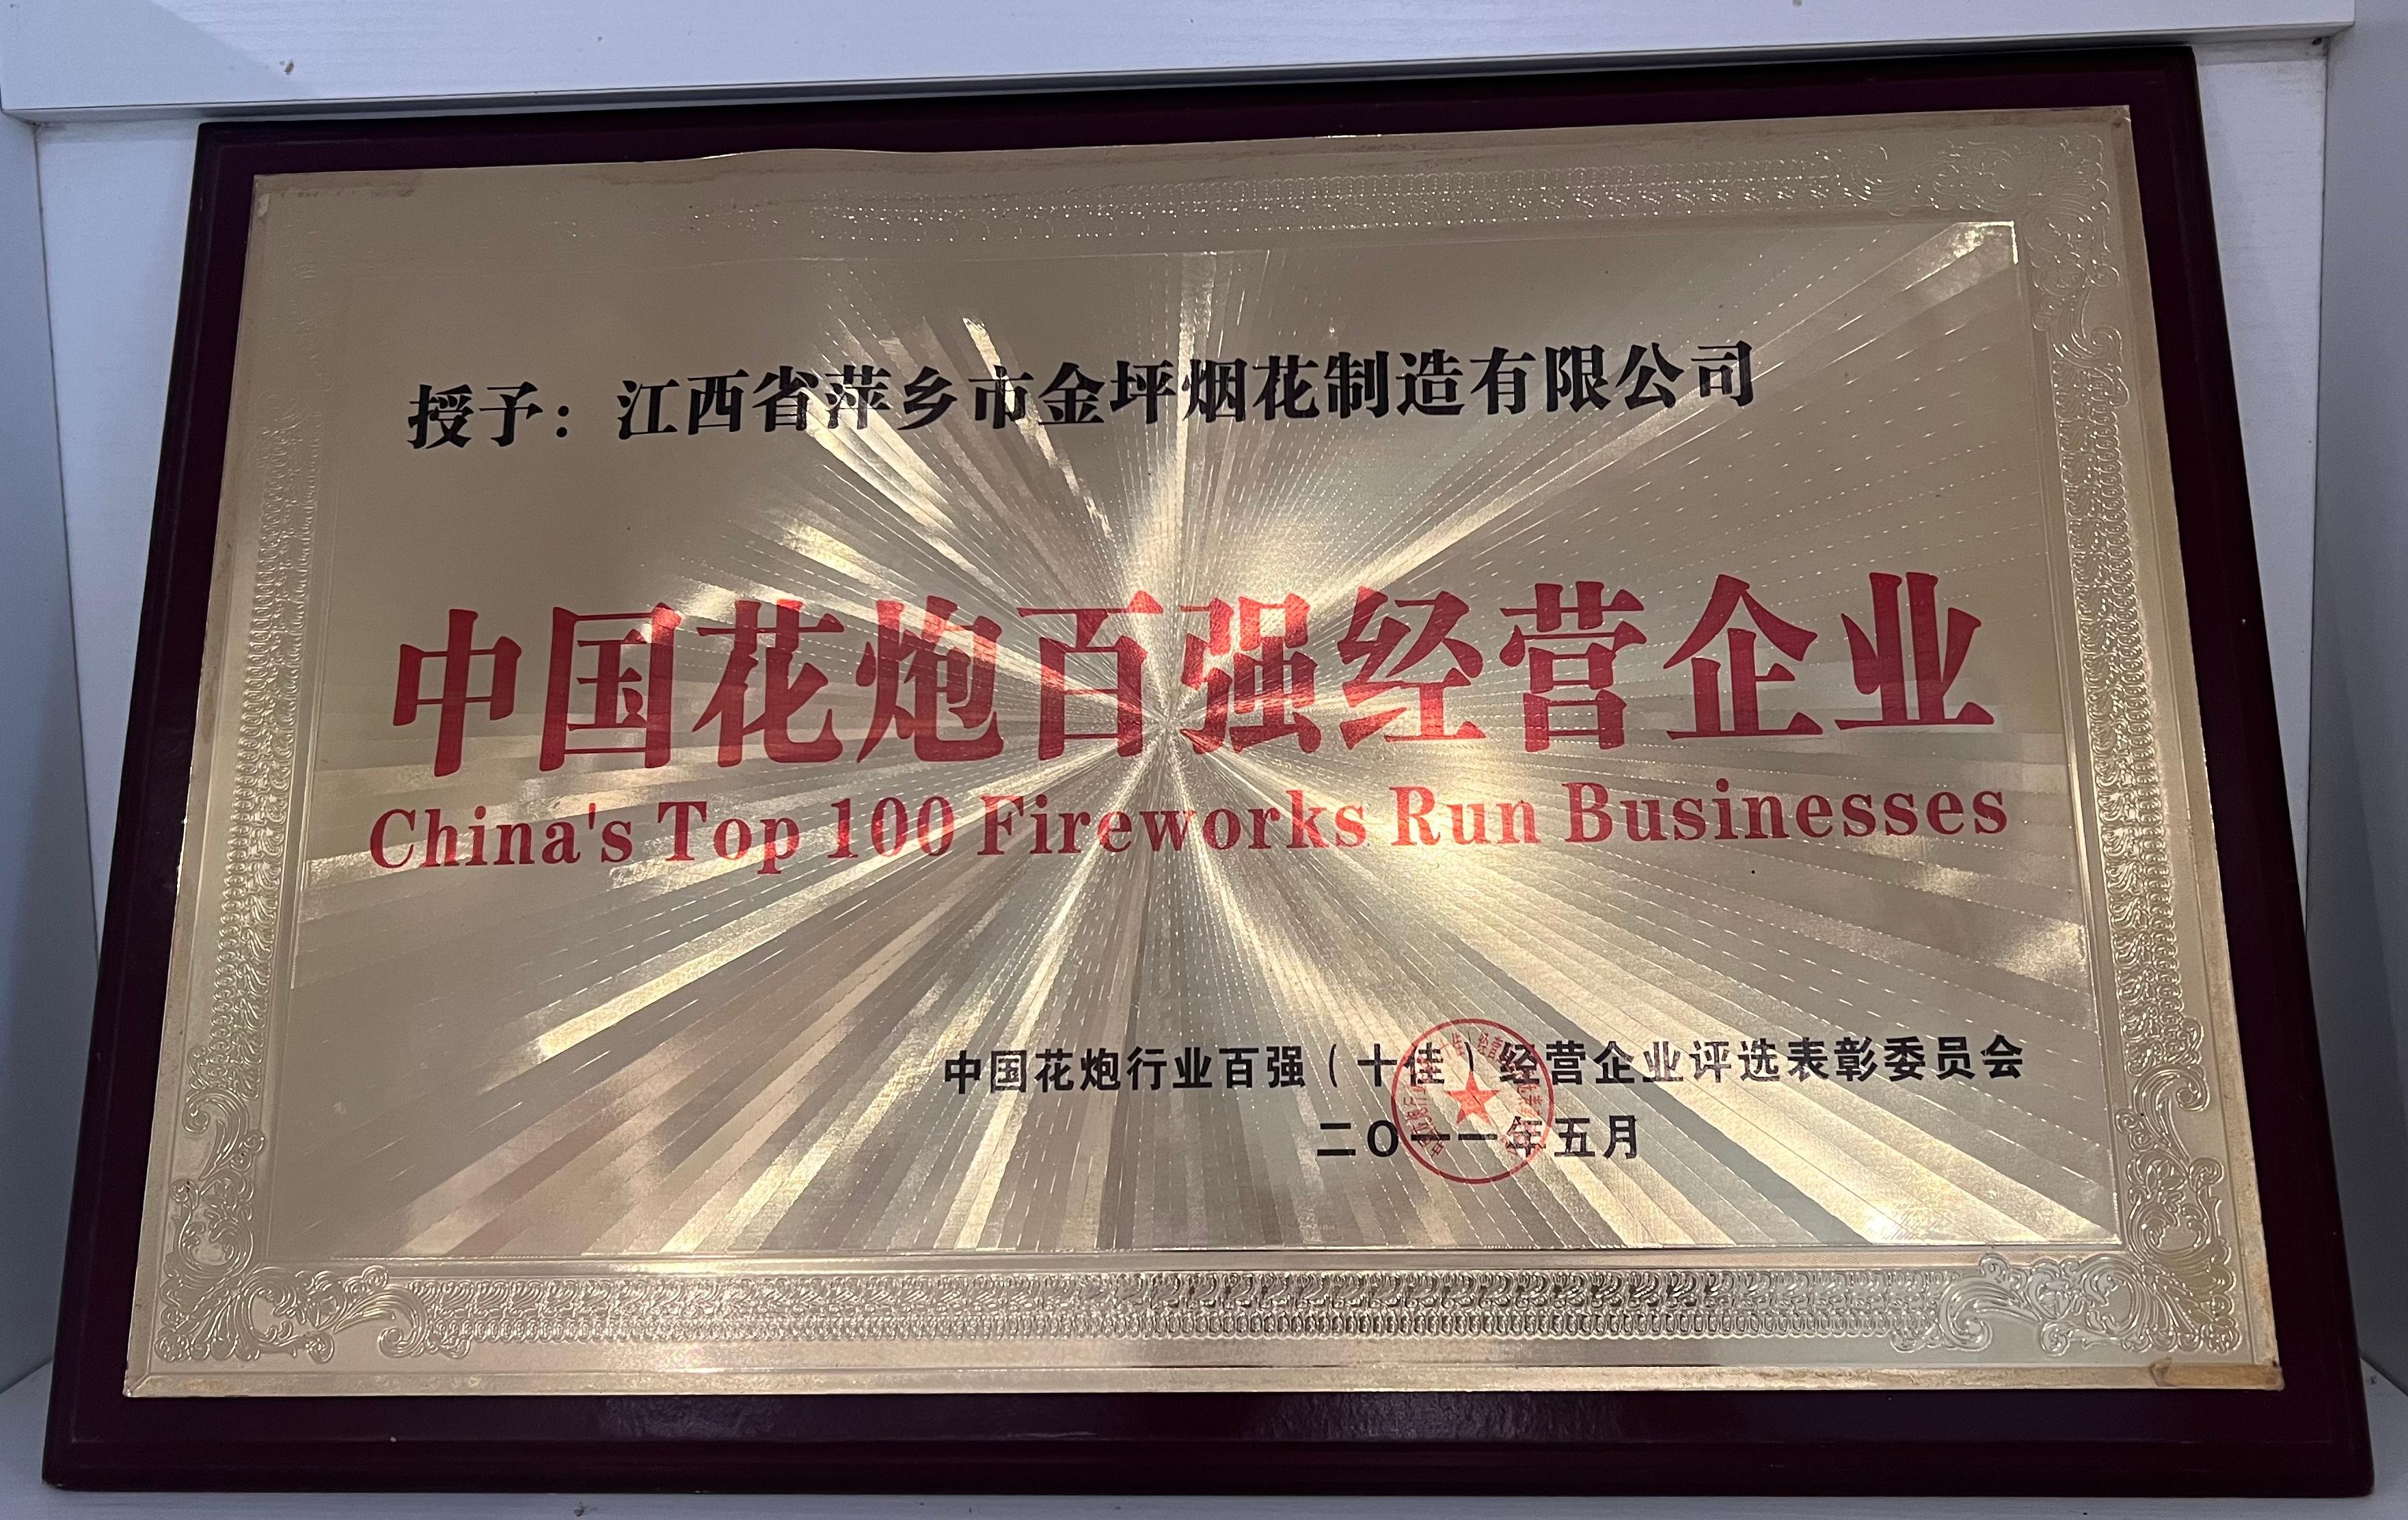 授予：江西省萍乡市金坪烟花制造有限公司
中国花炮百强经营企业
China's Top 100 Fireworks Run Businesses
中国花炮行业百强（十佳）经营企业评选表彰委员会
二〇一一年五月